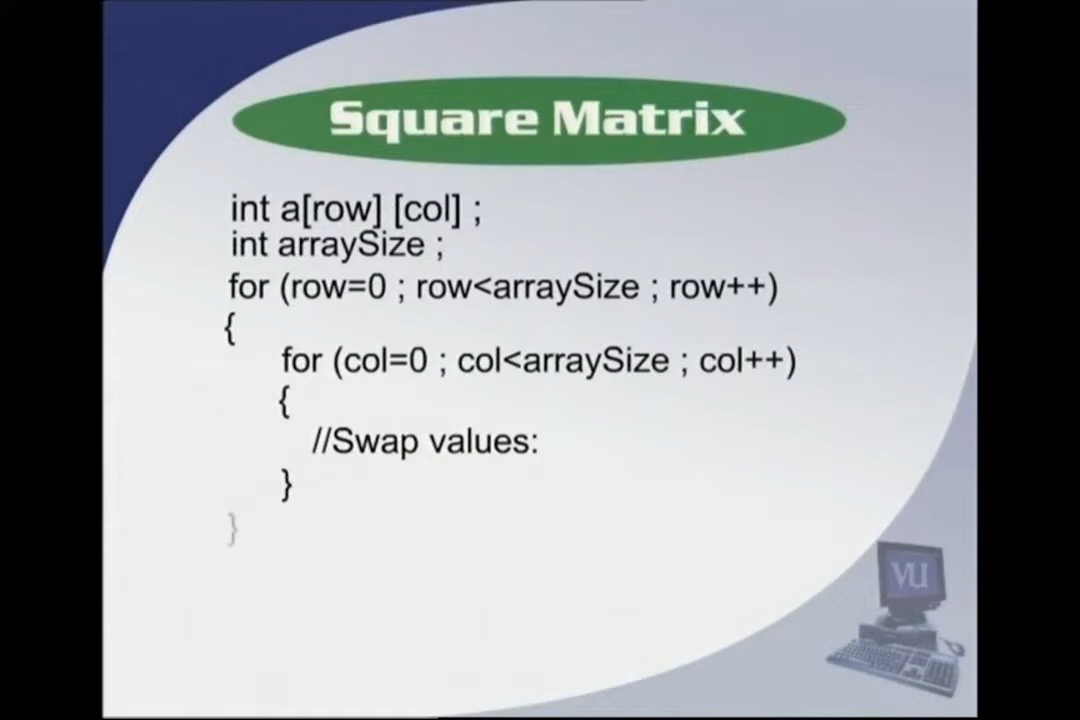 Square Matrix
int a[row] [col] ;
int arraySize ;
for (row=0 ; row<arraySize ; row++)
{
for (col=0 ; col<arraySize ; col++)
{
//Swap values:
}
}
VU